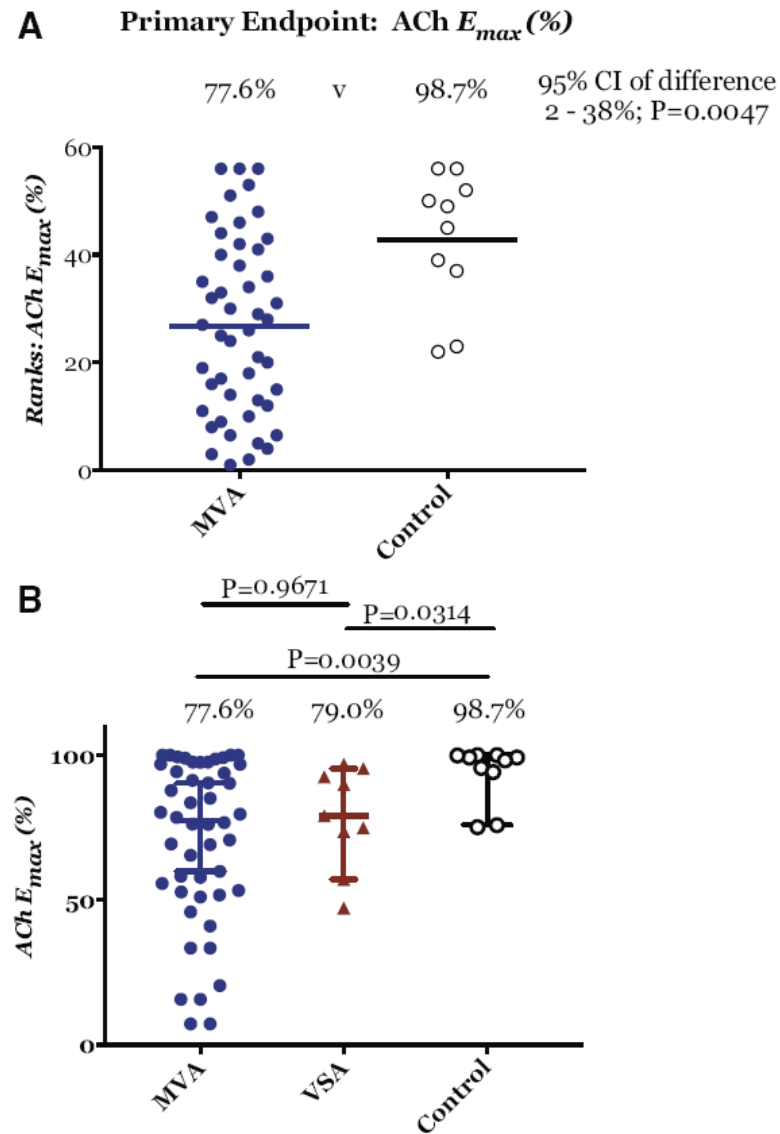 A
Primary Endpoint: ACh Emax (%)
77.6% v 98.7% 95% CI of difference
2 - 38%; P=0.0047
Ranks: ACh Emax (%)
60
40
20
0
MVA
Control
B
P=0.9671
P=0.0314
P=0.0039
77.6% 79.0% 98.7%
ACh Emax (%)
100
50
0
MVA
VSA
Control